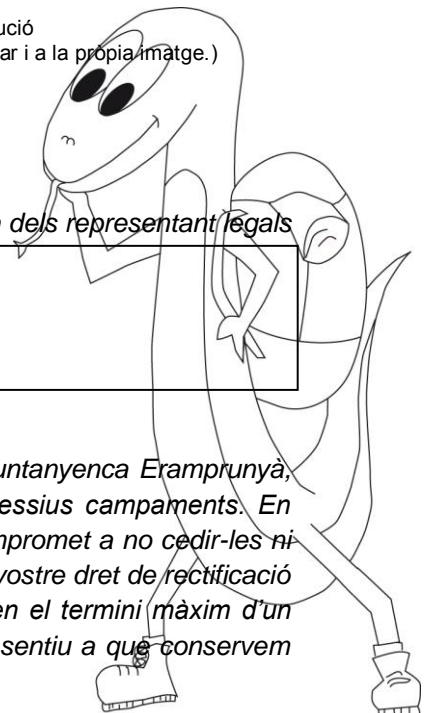 ució
ar i a la pròpia imatge.)
dels representant legals
untanyenca Eramprunyà,
essius campaments. En
npromet a no cedir-les ni
vostre dret de rectificació
en el termini màxim d'un
sentiu a què conservem